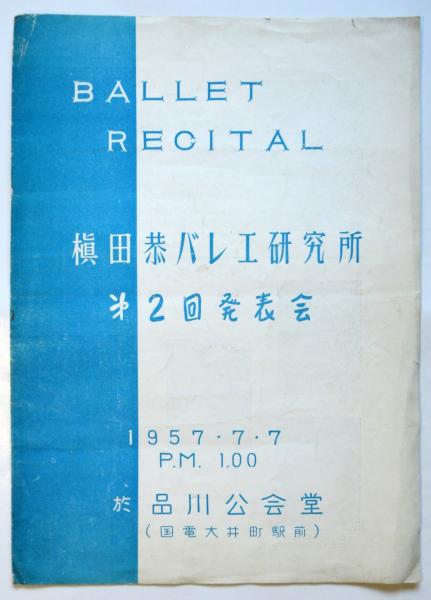 BALLET
RECITAL
槇田恭バレエ研究所
㐧2回発表会
1957・7・7
P.M. 1.00
於 品川公会堂
(国電大井町駅前)